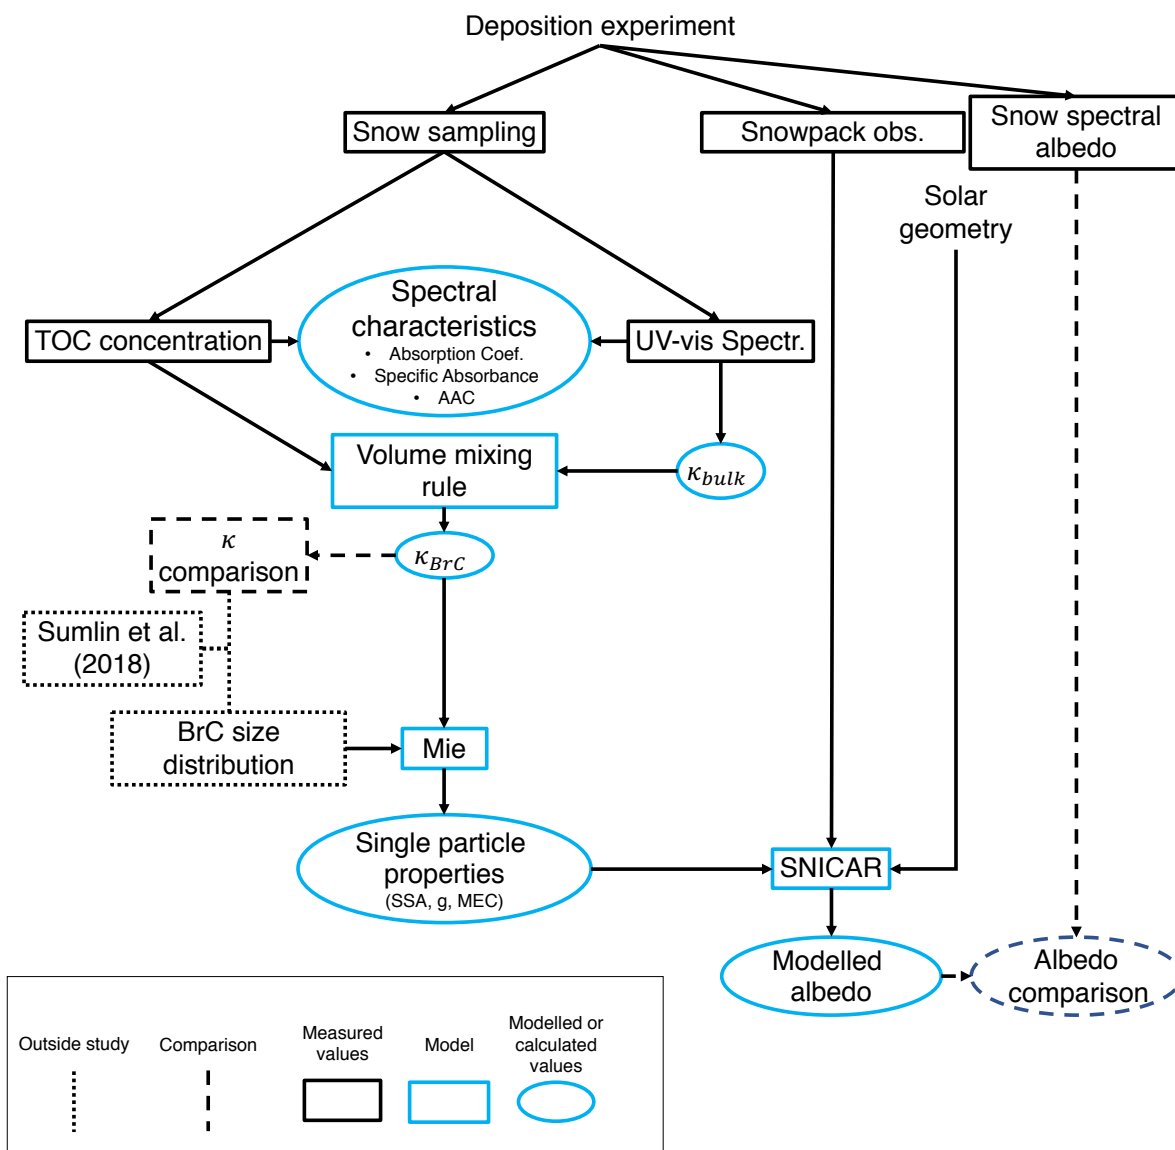 Deposition experiment
Snow sampling
Snowpack obs.
Snow spectral
albedo
Solar
geometry
Spectral
characteristics
• Absorption Coef.
• Specific Absorbance
• AAC
TOC concentration
UV-vis Spectr.
Volume mixing
rule
κbulk
κ
comparison
κBrC
Sumlin et al.
(2018)
BrC size
distribution
Mie
Single particle
properties
(SSA, g, MEC)
SNICAR
Modelled
albedo
Albedo
comparison
Outside study
Comparison
Measured
values
Model
Modelled or
calculated
values